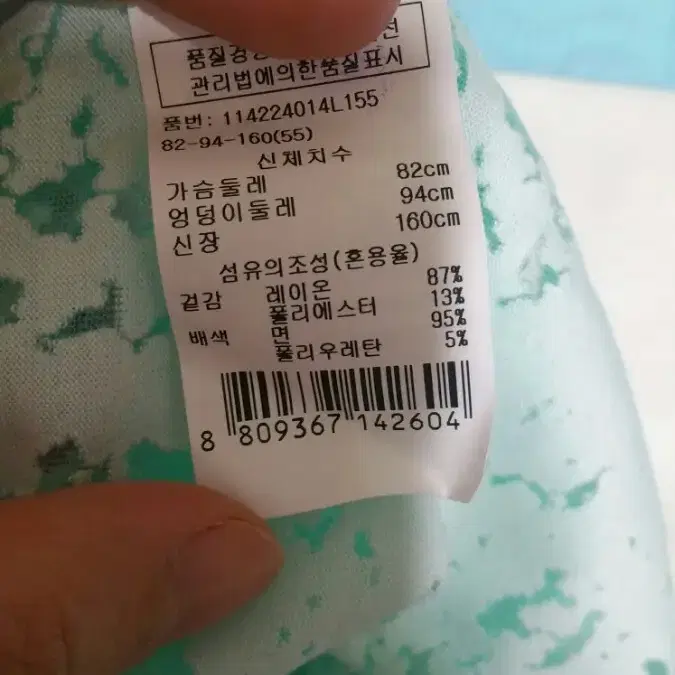 품질경
관리법에의한품질표시
품번: 114224014L155
82-94-160(55)
신체치수
가슴둘레 82cm
엉덩이둘레 94cm
신장 160cm
섬유의조성(혼용율)
겉감 레이온 87%
폴리에스터 13%
배색 면 95%
폴리우레탄 5%
8 809367 142604